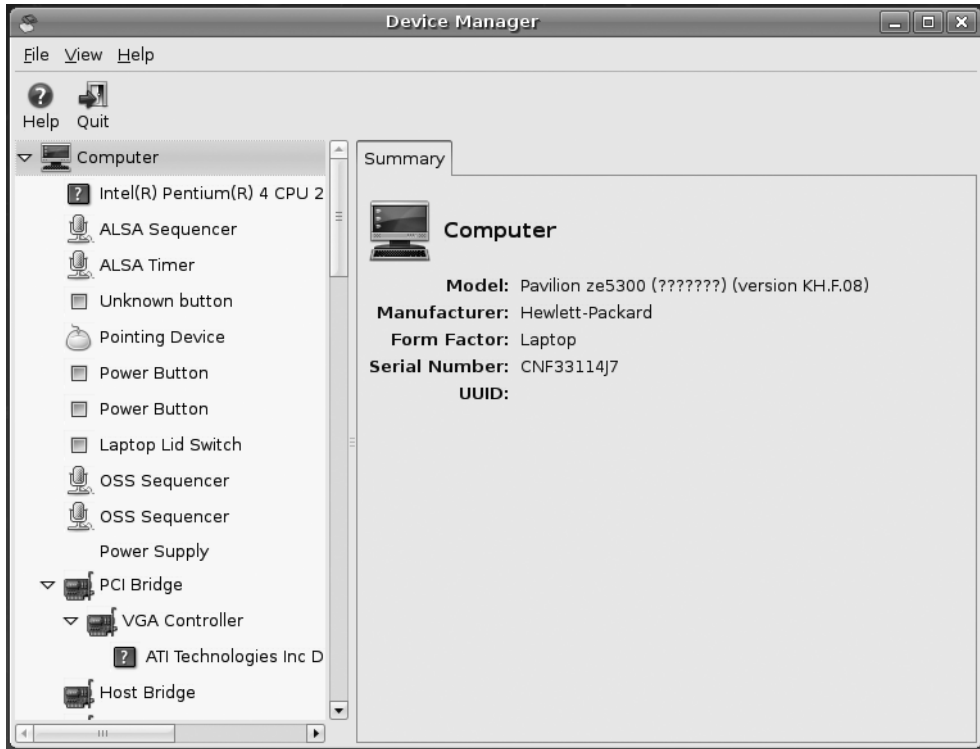 Device Manager
File View Help
Help Quit
Computer
Intel(R) Pentium(R) 4 CPU 2
ALSA Sequencer
ALSA Timer
Unknown button
Pointing Device
Power Button
Power Button
Laptop Lid Switch
OSS Sequencer
OSS Sequencer
Power Supply
PCI Bridge
VGA Controller
ATI Technologies Inc D
Host Bridge
Summary
Computer
Model: Pavilion ze5300 (???????) (version KH.F.08)
Manufacturer: Hewlett-Packard
Form Factor: Laptop
Serial Number: CNF33114J7
UUID: